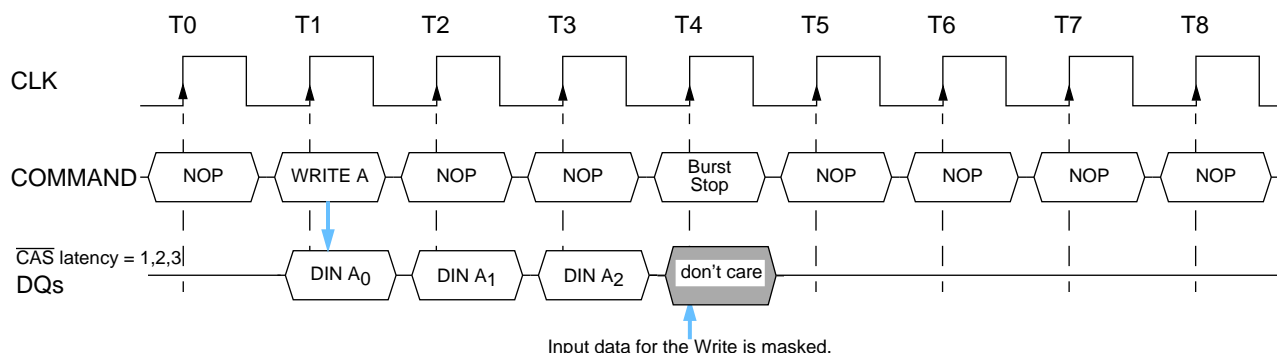 T0 T1 T2 T3 T4 T5 T6 T7 T8
CLK
COMMAND NOP WRITE A NOP NOP Burst Stop NOP NOP NOP NOP
CAS latency = 1,2,3
DQs DIN A0 DIN A1 DIN A2 don't care
Input data for the Write is masked.